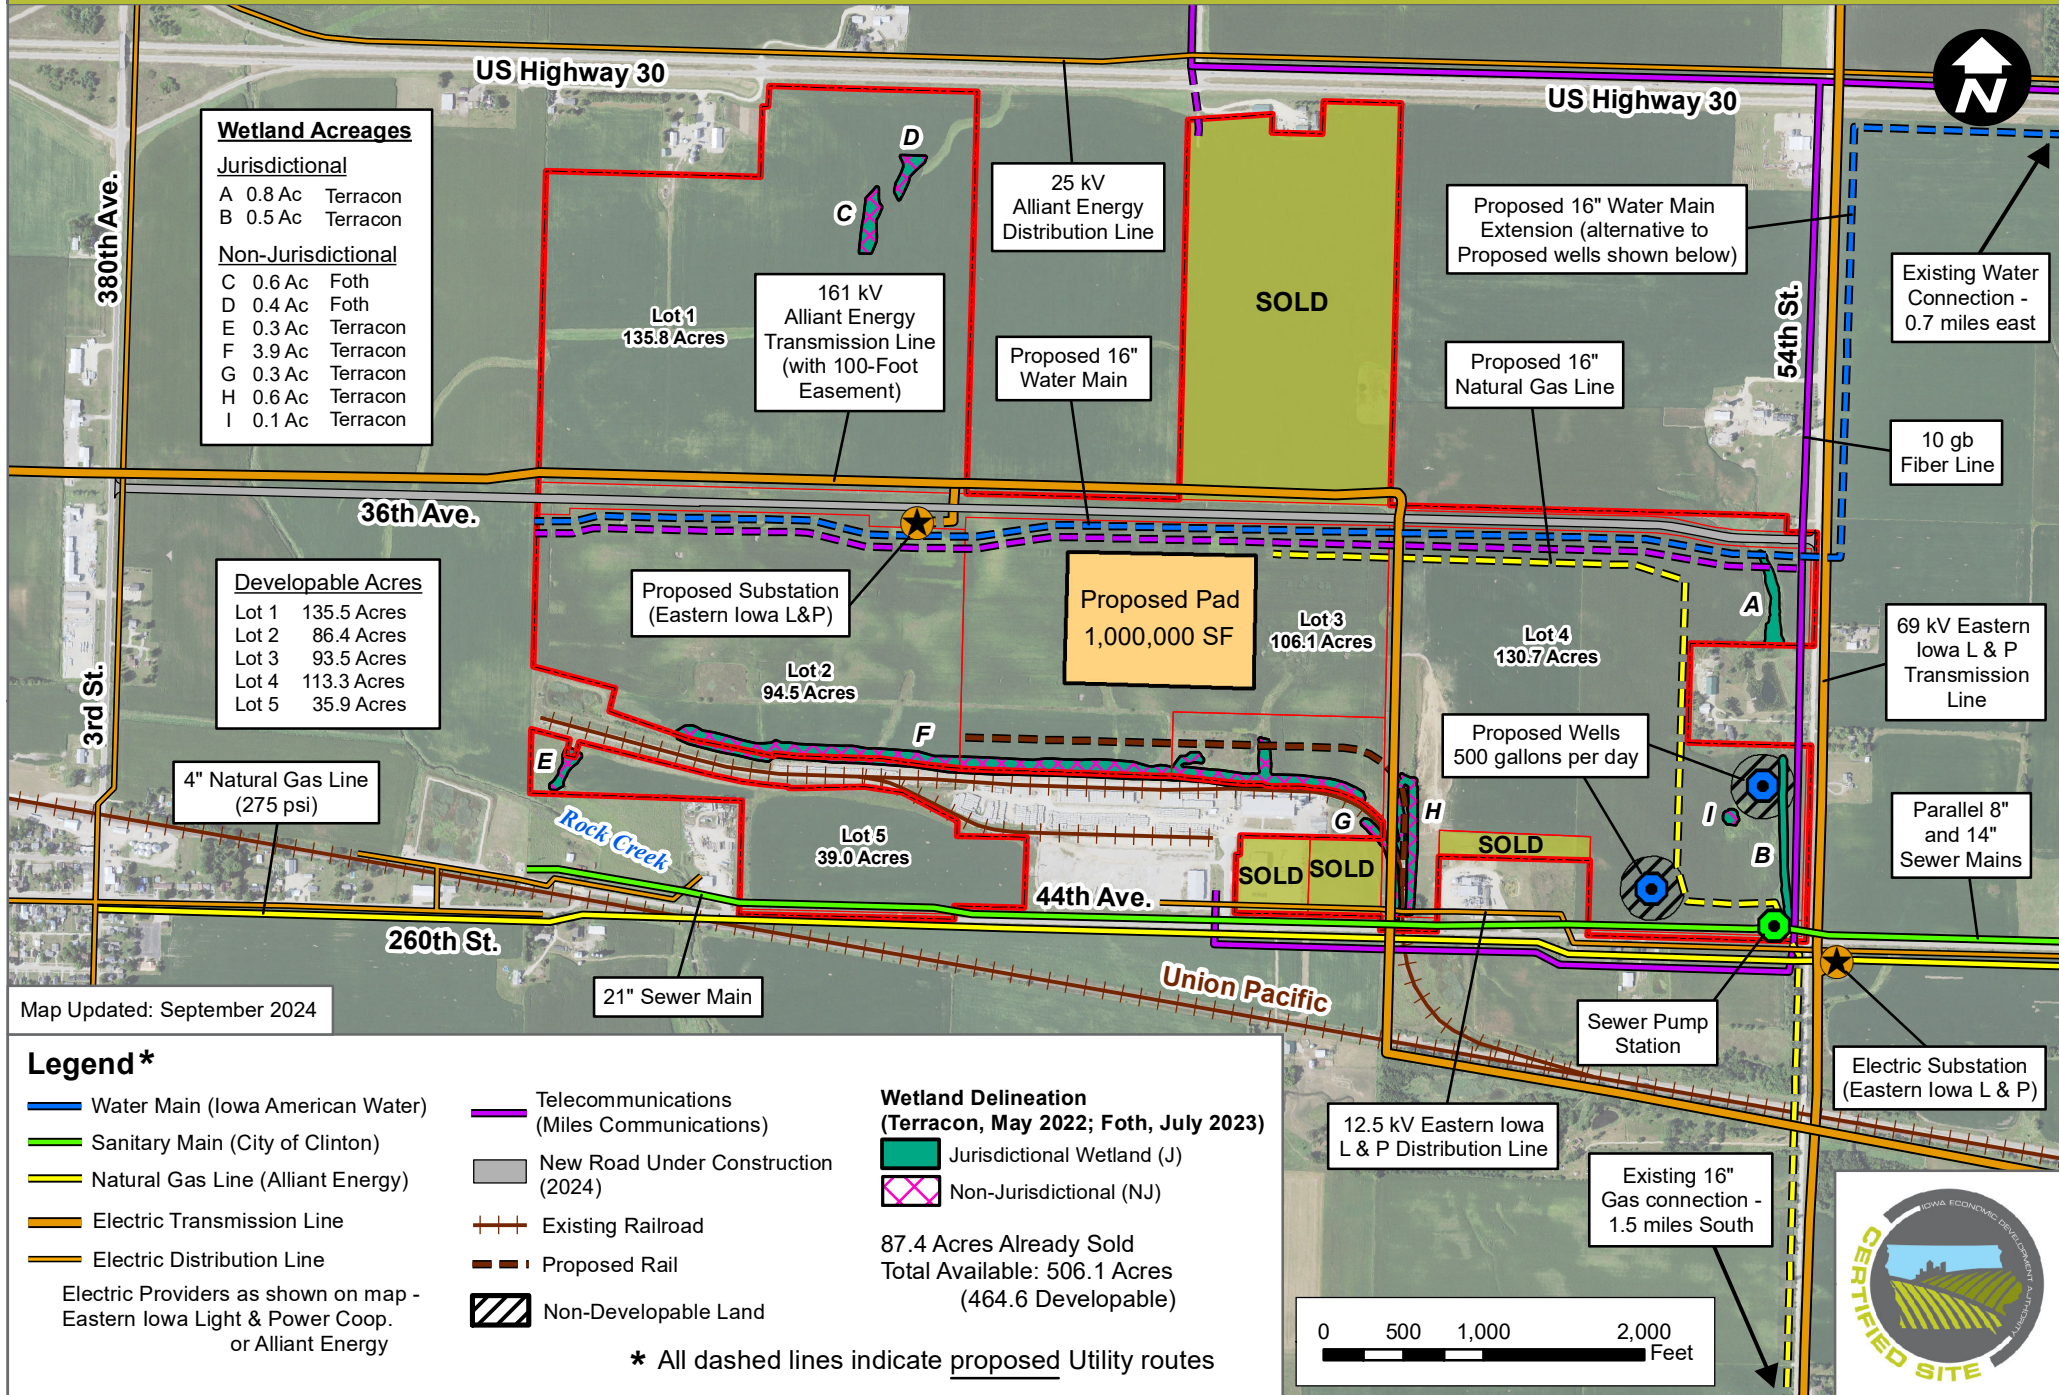 US Highway 30
US Highway 30
N
Wetland Acreages
Jurisdictional
A 0.8 Ac Terracon
B 0.5 Ac Terracon
Non-Jurisdictional
C 0.6 Ac Foth
D 0.4 Ac Foth
E 0.3 Ac Terracon
F 3.9 Ac Terracon
G 0.3 Ac Terracon
H 0.6 Ac Terracon
I 0.1 Ac Terracon
380th Ave.
D
C
25 kV
Alliant Energy
Distribution Line
Proposed 16" Water Main
Extension (alternative to
Proposed wells shown below)
Existing Water
Connection -
0.7 miles east
SOLD
Lot 1
135.8 Acres
161 kV
Alliant Energy
Transmission Line
(with 100-Foot
Easement)
Proposed 16"
Water Main
Proposed 16"
Natural Gas Line
54th St.
10 gb
Fiber Line
36th Ave.
Developable Acres
Lot 1 135.5 Acres
Lot 2 86.4 Acres
Lot 3 93.5 Acres
Lot 4 113.3 Acres
Lot 5 35.9 Acres
Proposed Substation
(Eastern Iowa L&P)
Proposed Pad
1,000,000 SF
Lot 3
106.1 Acres
Lot 4
130.7 Acres
A
69 kV Eastern
Iowa L & P
Transmission
Line
Lot 2
94.5 Acres
3rd St.
F
E
Proposed Wells
500 gallons per day
4" Natural Gas Line
(275 psi)
Rock Creek
Lot 5
39.0 Acres
G
H
I
B
SOLD
SOLD
SOLD
Parallel 8"
and 14"
Sewer Mains
44th Ave.
260th St.
21" Sewer Main
Union Pacific
Sewer Pump
Station
Electric Substation
(Eastern Iowa L & P)
12.5 kV Eastern Iowa
L & P Distribution Line
Existing 16"
Gas connection -
1.5 miles South
Map Updated: September 2024
Legend*
Water Main (Iowa American Water)
Sanitary Main (City of Clinton)
Natural Gas Line (Alliant Energy)
Electric Transmission Line
Electric Distribution Line
Electric Providers as shown on map -
Eastern Iowa Light & Power Coop.
or Alliant Energy
Telecommunications
(Miles Communications)
New Road Under Construction
(2024)
Existing Railroad
Proposed Rail
Non-Developable Land
Wetland Delineation
(Terracon, May 2022; Foth, July 2023)
Jurisdictional Wetland (J)
Non-Jurisdictional (NJ)
87.4 Acres Already Sold
Total Available: 506.1 Acres
(464.6 Developable)
* All dashed lines indicate proposed Utility routes
0 500 1,000 2,000
Feet
IOWA ECONOMIC DEVELOPMENT AUTHORITY
CERTIFIED SITE